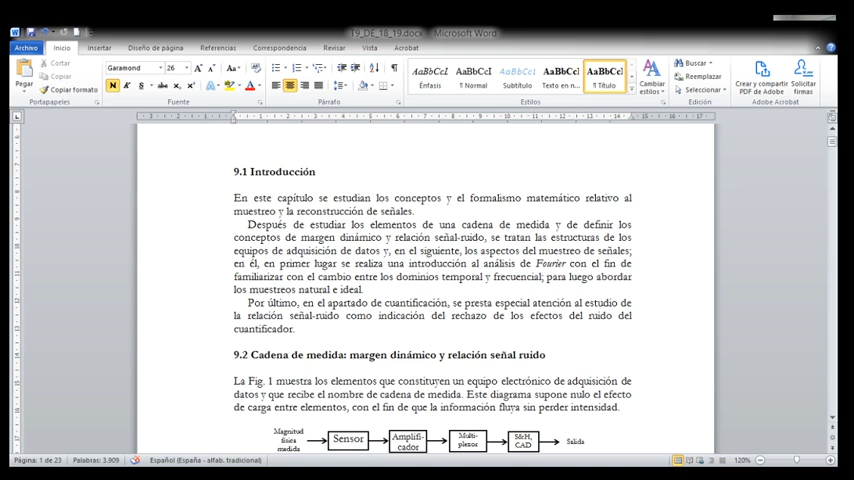 T9_DE_18_19.docx - Microsoft Word
Archivo Inicio Insertar Diseño de página Referencias Correspondencia Revisar Vista Acrobat
Cortar
Copiar
Copiar formato
Pegar
Portapapeles
Garamond 26
Fuente
Párrafo
AaBbCcI AaBbCcI AaBbCcI AaBbCcI AaBbCcI
Énfasis ¶ Normal Subtítulo Texto en n... ¶ Título
Cambiar estilos
Estilos
Buscar
Reemplazar
Seleccionar
Edición
Crear y compartir PDF de Adobe
Solicitar firmas
Adobe Acrobat
9.1 Introducción
En este capítulo se estudian los conceptos y el formalismo matemático relativo al
muestreo y la reconstrucción de señales.
Después de estudiar los elementos de una cadena de medida y de definir los
conceptos de margen dinámico y relación señal-ruido, se tratan las estructuras de los
equipos de adquisición de datos y, en el siguiente, los aspectos del muestreo de señales;
en él, en primer lugar se realiza una introducción al análisis de Fourier con el fin de
familiarizar con el cambio entre los dominios temporal y frecuencial; para luego abordar
los muestreos natural e ideal.
Por último, en el apartado de cuantificación, se presta especial atención al estudio de
la relación señal-ruido como indicación del rechazo de los efectos del ruido del
cuantificador.
9.2 Cadena de medida: margen dinámico y relación señal ruido
La Fig. 1 muestra los elementos que constituyen un equipo electrónico de adquisición de
datos y que recibe el nombre de cadena de medida. Este diagrama supone nulo el efecto
de carga entre elementos, con el fin de que la información fluya sin perder intensidad.
Magnitud
física
medida
Sensor
Amplifi-
cador
Multi-
plexor
S&H,
CAD
Salida
Página: 1 de 23 Palabras: 3.909 Español (España - alfab. tradicional) 120%